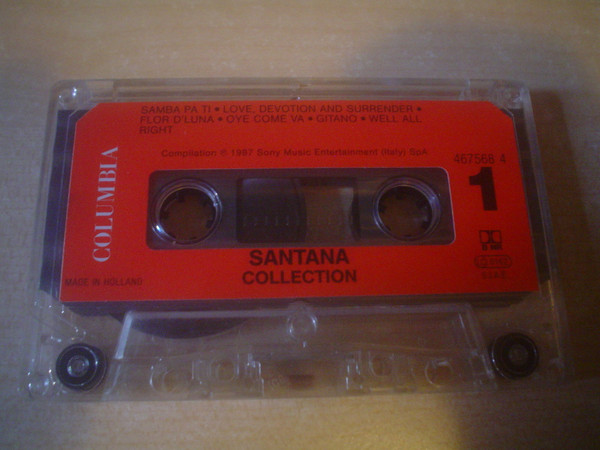 SAMBA PA TI • LOVE, DEVOTION AND SURRENDER •
FLOR D'LUNA • OYE COME VA • GITANO • WELL ALL
RIGHT
Compilation © 1987 Sony Music Entertainment (Italy) SpA
467568 4
1
COLUMBIA
SANTANA
COLLECTION
MADE IN HOLLAND